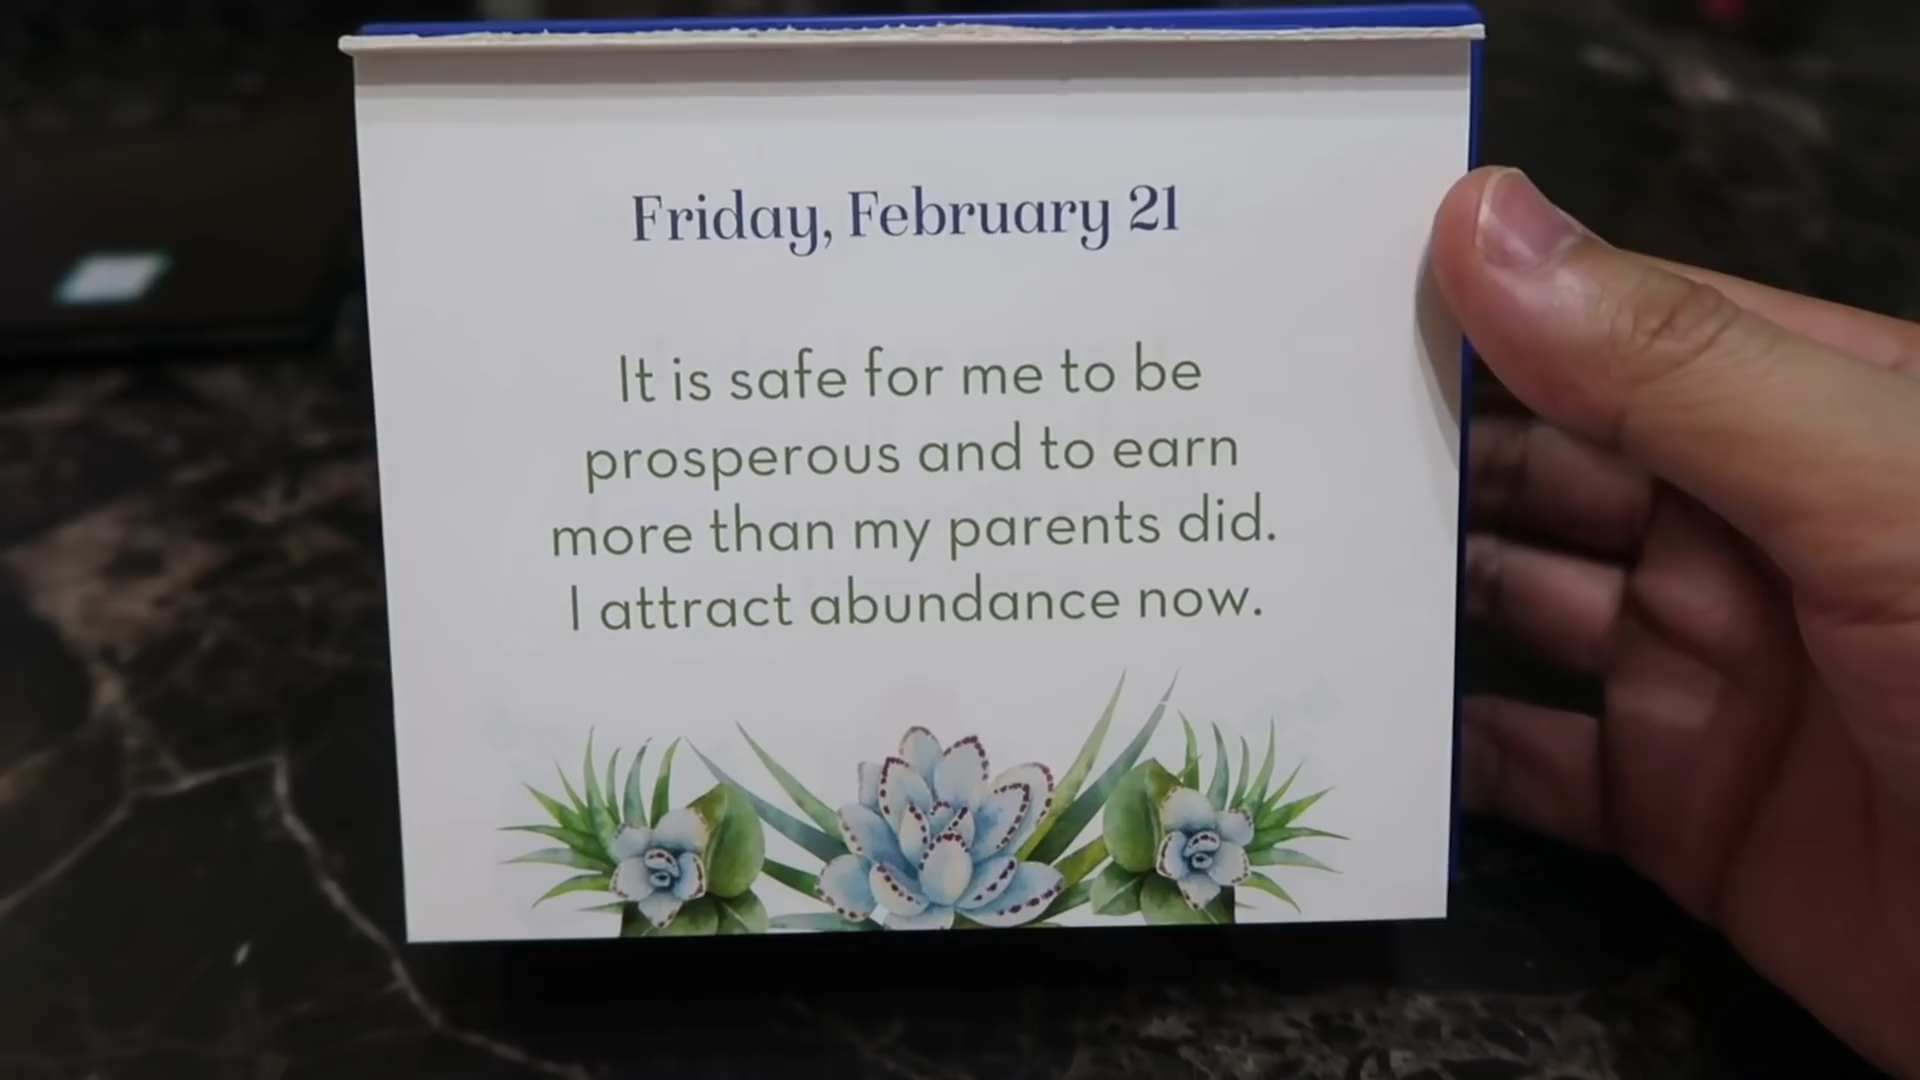 Friday, February 21
It is safe for me to be
prosperous and to earn
more than my parents did.
I attract abundance now.